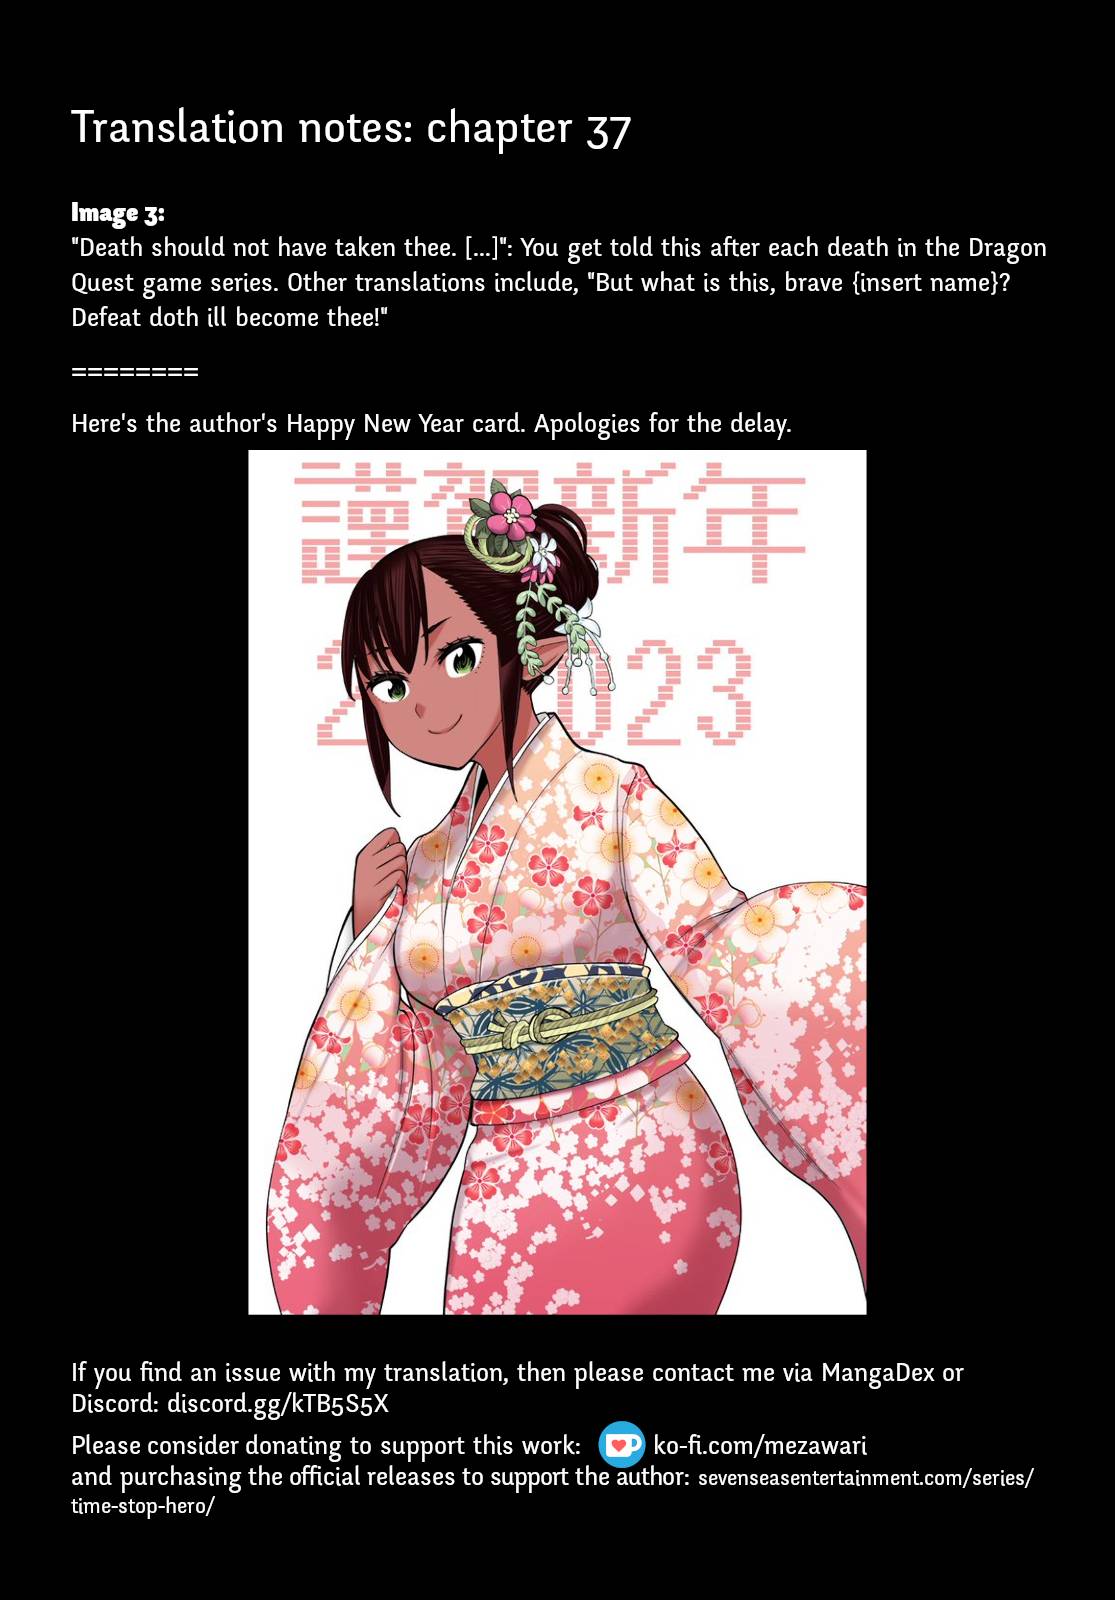 Translation notes: chapter 37
Image 3:
"Death should not have taken thee. [...]": You get told this after each death in the Dragon
Quest game series. Other translations include, "But what is this, brave {insert name}?
Defeat doth ill become thee!"
========
Here's the author's Happy New Year card. Apologies for the delay.
謹賀新年
2023
If you find an issue with my translation, then please contact me via MangaDex or
Discord: discord.gg/kTB5S5X
Please consider donating to support this work: ko-fi.com/mezawari
and purchasing the official releases to support the author: sevenseasentertainment.com/series/
time-stop-hero/